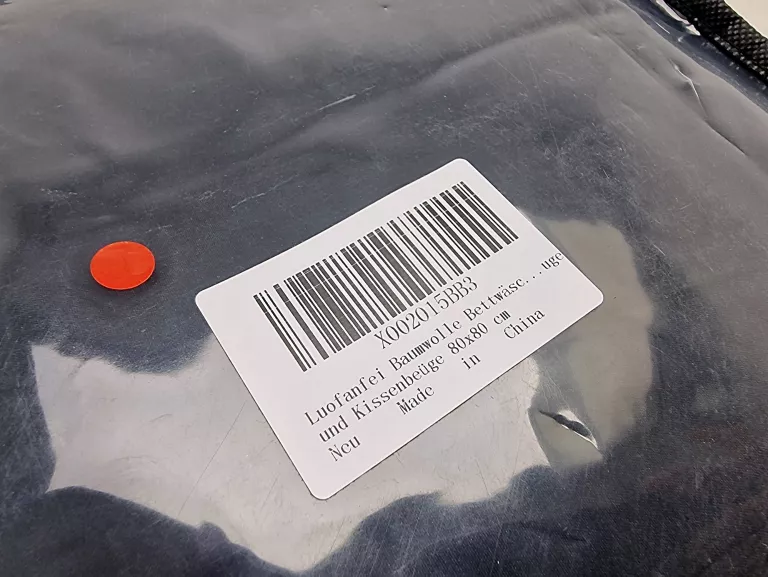 X002015BB3
Luofanfei Baumwolle Bettwäsc...uge
und Kissenbeüge 80x80 cm
Neu Made in China